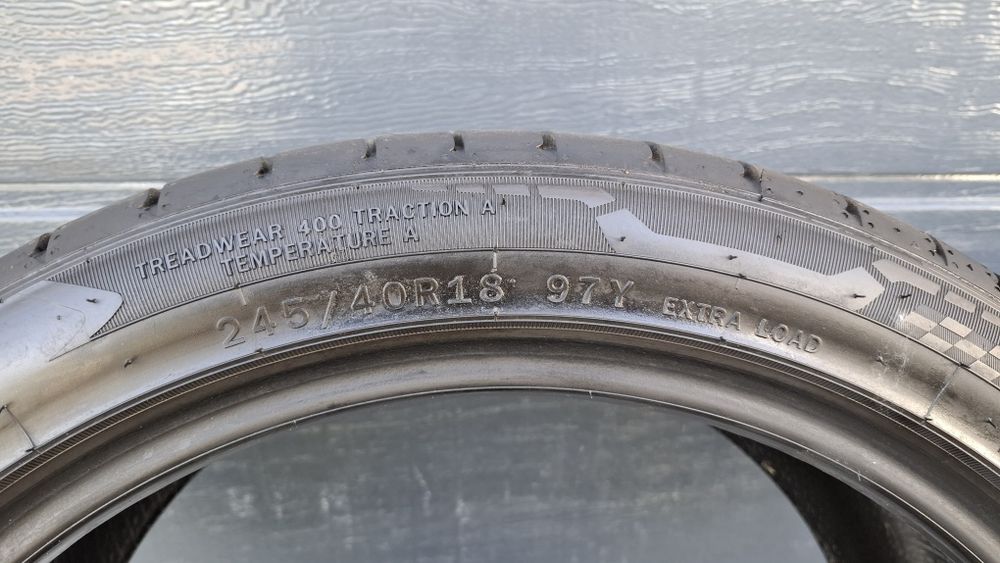 TREADWEAR 400 TRACTION A
TEMPERATURE A
245/40R18 97Y EXTRA LOAD